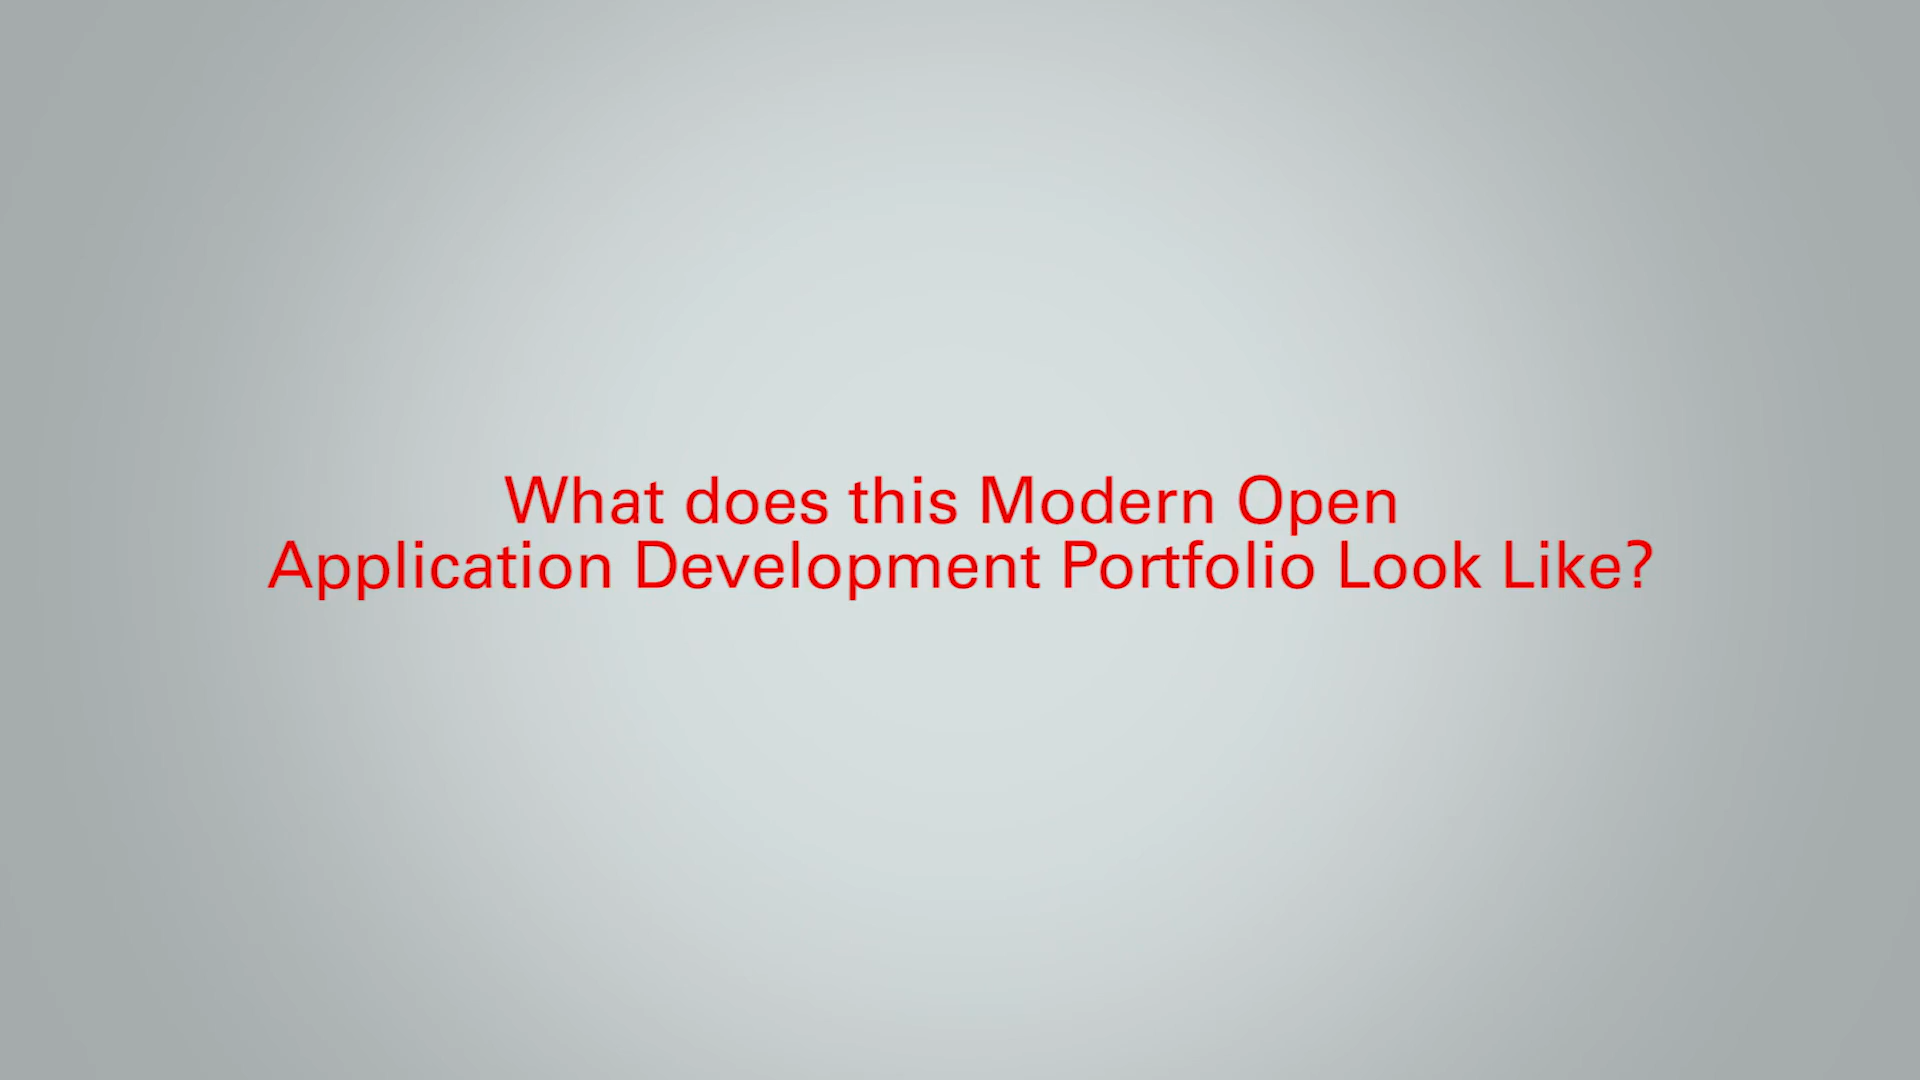 What does this Modern Open
Application Development Portfolio Look Like?